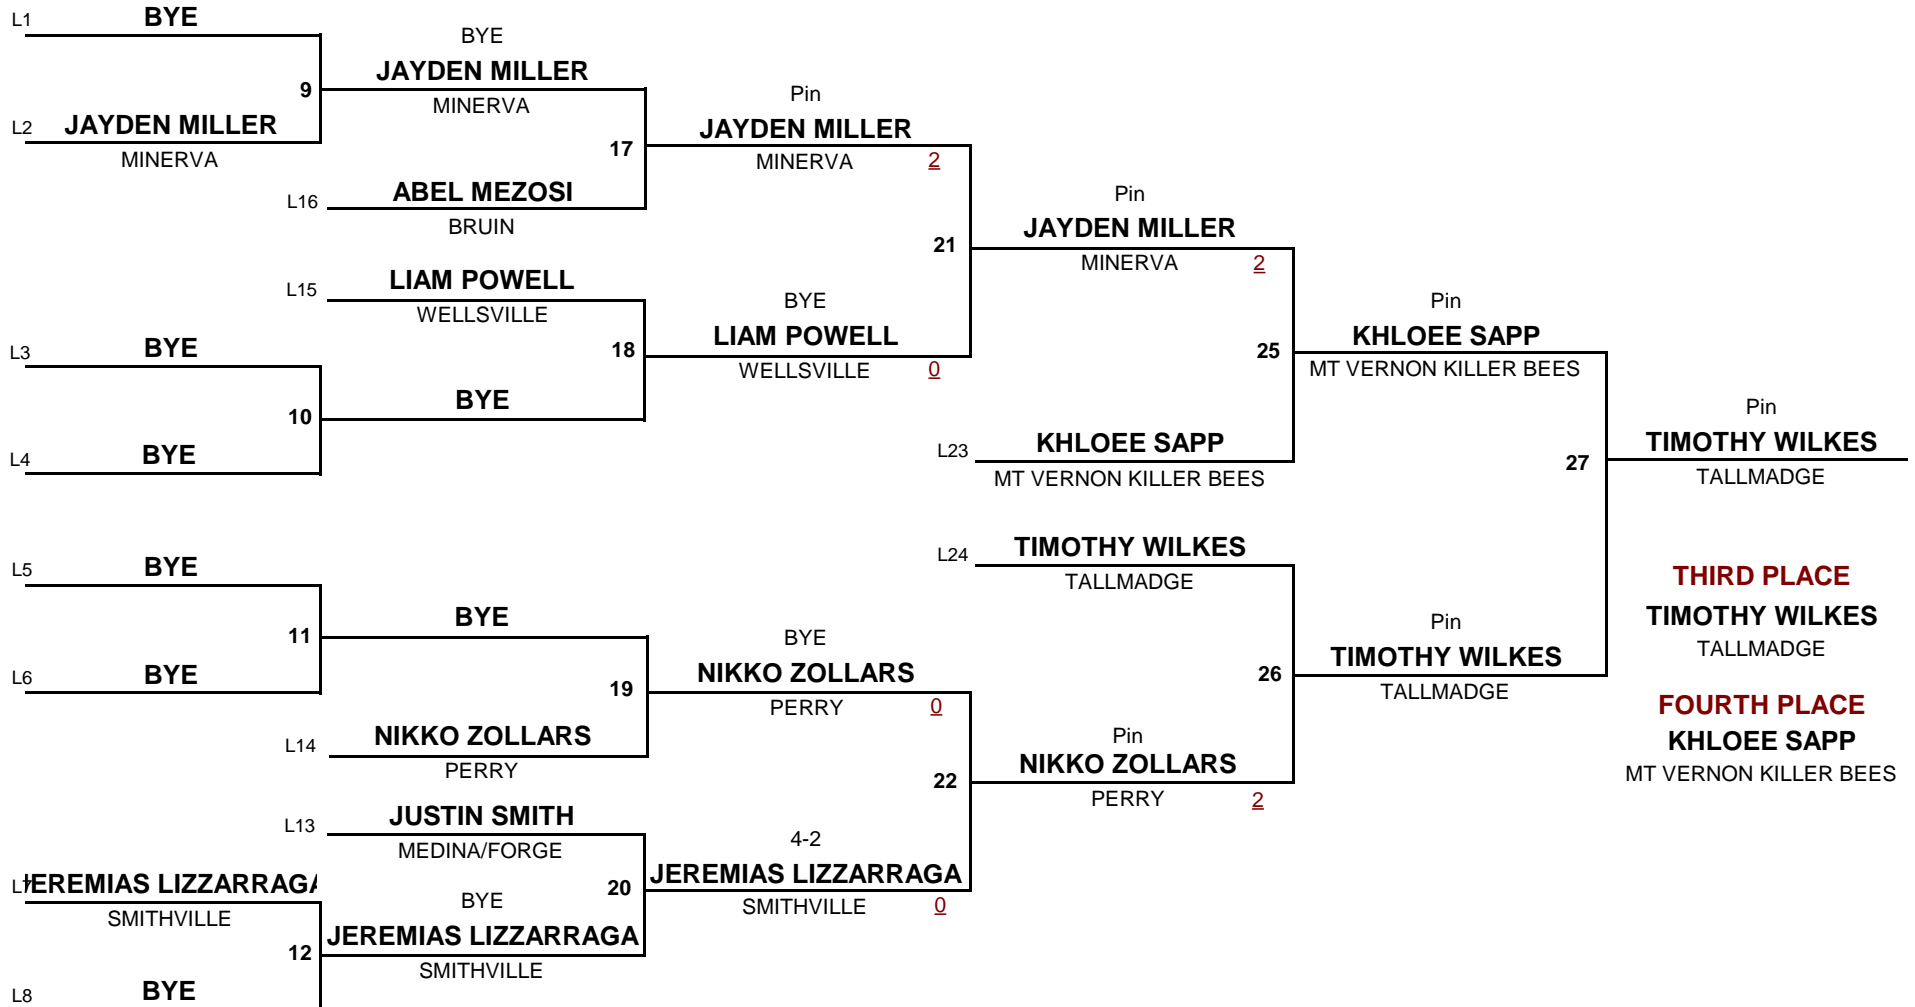 L1
BYE
BYE
JAYDEN MILLER
9
MINERVA
L2
JAYDEN MILLER
MINERVA
Pin
JAYDEN MILLER
17
MINERVA
2
L16
ABEL MEZOSI
BRUIN
Pin
JAYDEN MILLER
21
MINERVA
2
L15
LIAM POWELL
WELLSVILLE
BYE
LIAM POWELL
18
WELLSVILLE
0
L3
BYE
10
BYE
L4
BYE
Pin
KHLOEE SAPP
25
MT VERNON KILLER BEES
L23
KHLOEE SAPP
MT VERNON KILLER BEES
Pin
TIMOTHY WILKES
27
TALLMADGE
L24
TIMOTHY WILKES
TALLMADGE
L5
BYE
11
BYE
L6
BYE
BYE
NIKKO ZOLLARS
19
PERRY
0
L14
NIKKO ZOLLARS
PERRY
Pin
TIMOTHY WILKES
26
TALLMADGE
THIRD PLACE
TIMOTHY WILKES
TALLMADGE
FOURTH PLACE
KHLOEE SAPP
MT VERNON KILLER BEES
Pin
NIKKO ZOLLARS
22
PERRY
2
L13
JUSTIN SMITH
MEDINA/FORGE
4-2
JEREMIAS LIZZARRAGA
20
SMITHVILLE
0
L7
JEREMIAS LIZZARRAGA
SMITHVILLE
BYE
JEREMIAS LIZZARRAGA
12
SMITHVILLE
L8
BYE